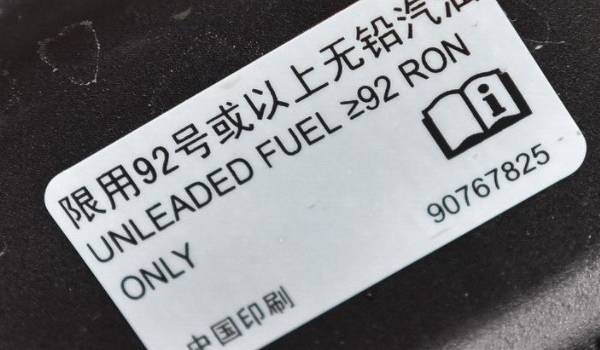 限用92号或以上无铅汽油
UNLEADED FUEL ≥92 RON
ONLY
90767825
中国印刷